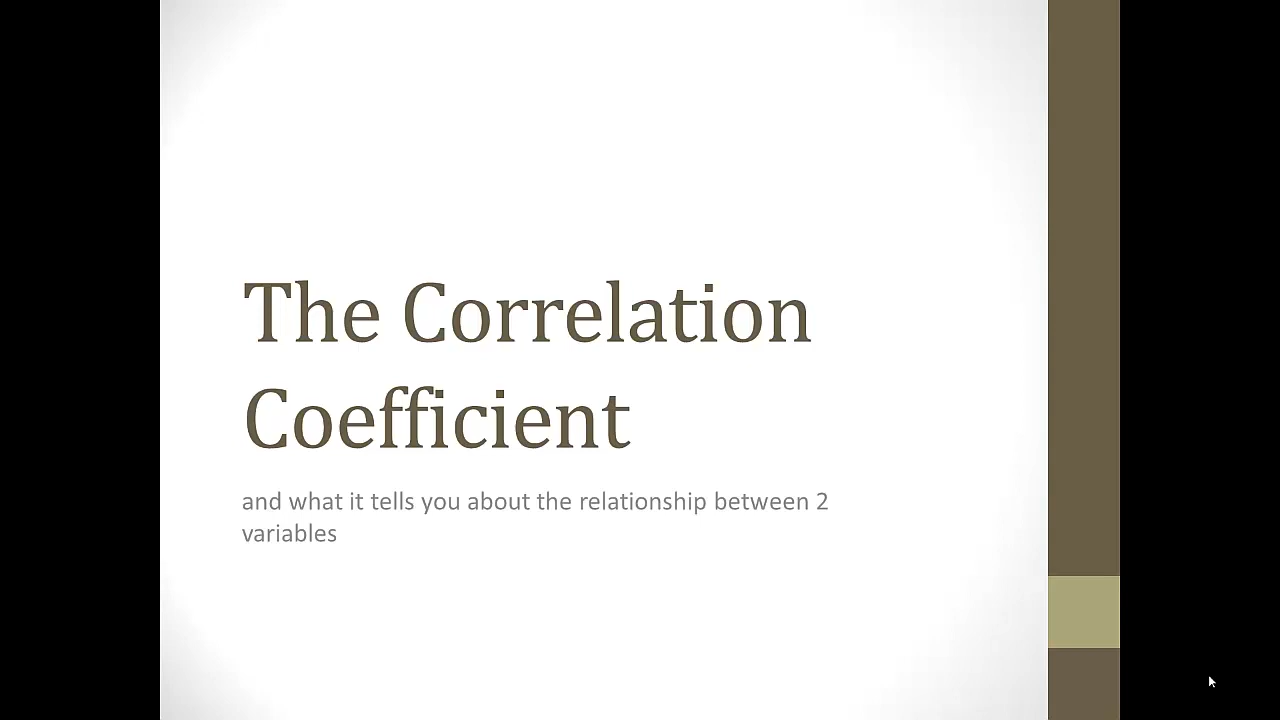 The Correlation
Coefficient
and what it tells you about the relationship between 2
variables